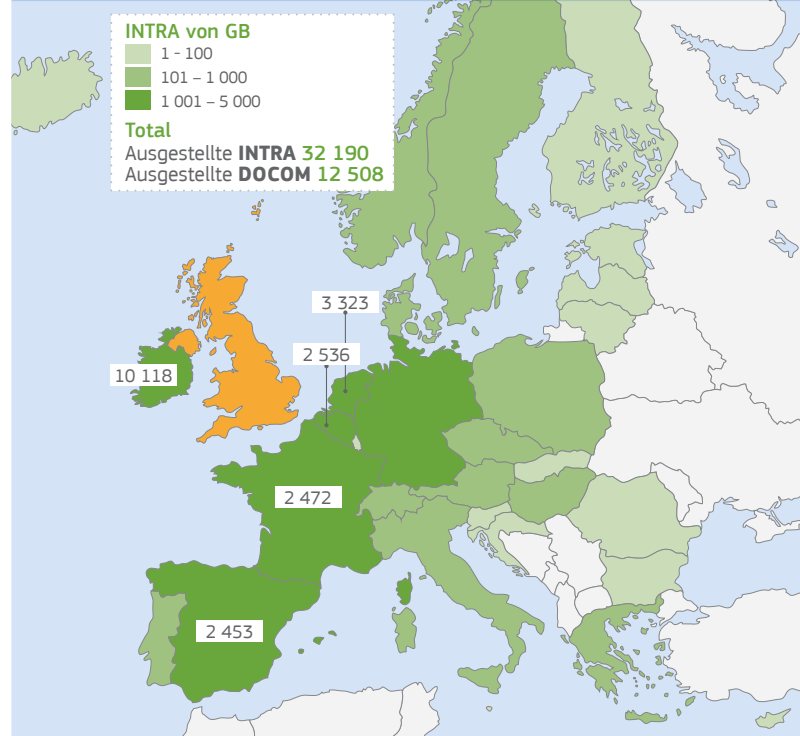 INTRA von GB
1 - 100
101 – 1 000
1 001 – 5 000
Total
Ausgestellte INTRA 32 190
Ausgestellte DOCOM 12 508
3 323
2 536
10 118
2 472
2 453